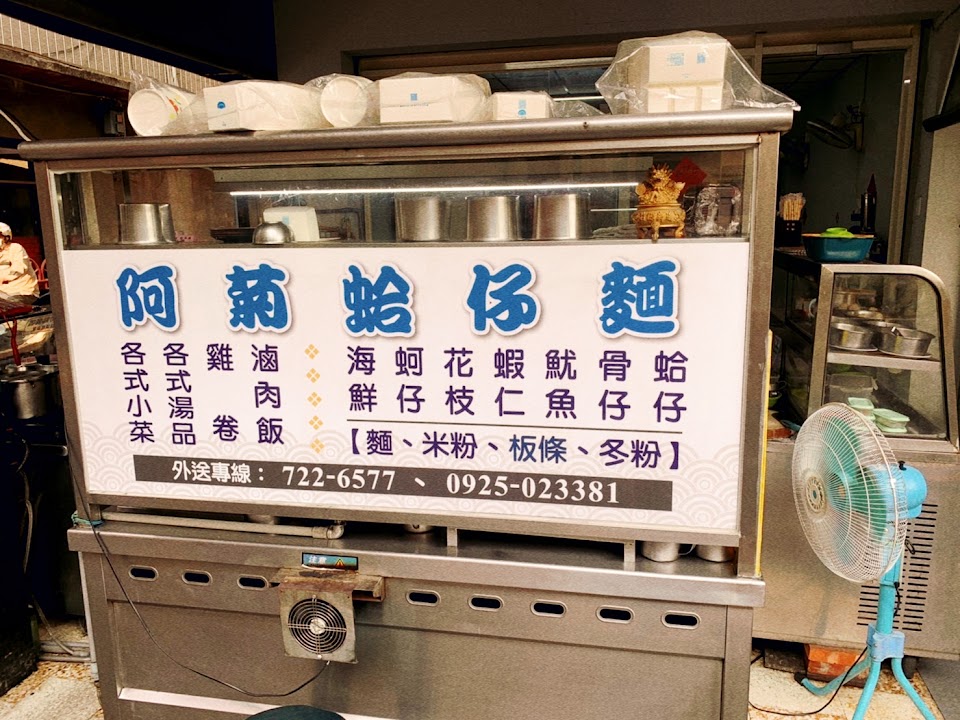 阿菊蛤仔麵
蛤仔
骨仔
魷魚
蝦仁
花枝
蚵仔
海鮮
【麵、米粉、板條、冬粉】
滷肉飯
雞卷
各式湯品
各式小菜
外送專線： 722-6577 、 0925-023381
注意